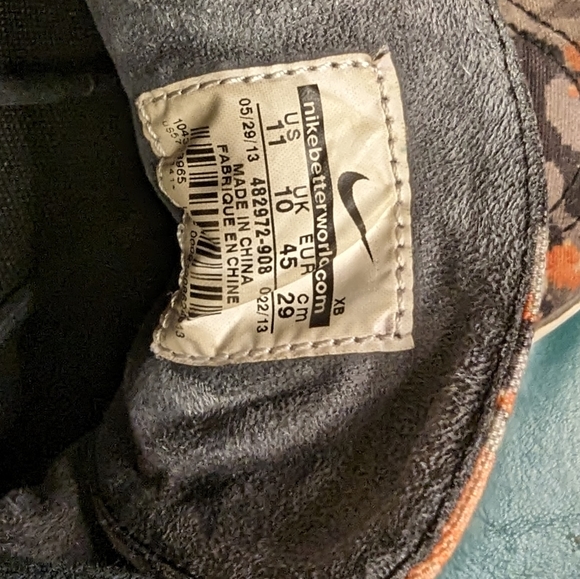 XB
nikebetterworld.com
US UK EUR cm
11 10 45 29
05/29/13 482972-908 022/13
MADE IN CHINA
FABRIQUE EN CHINE